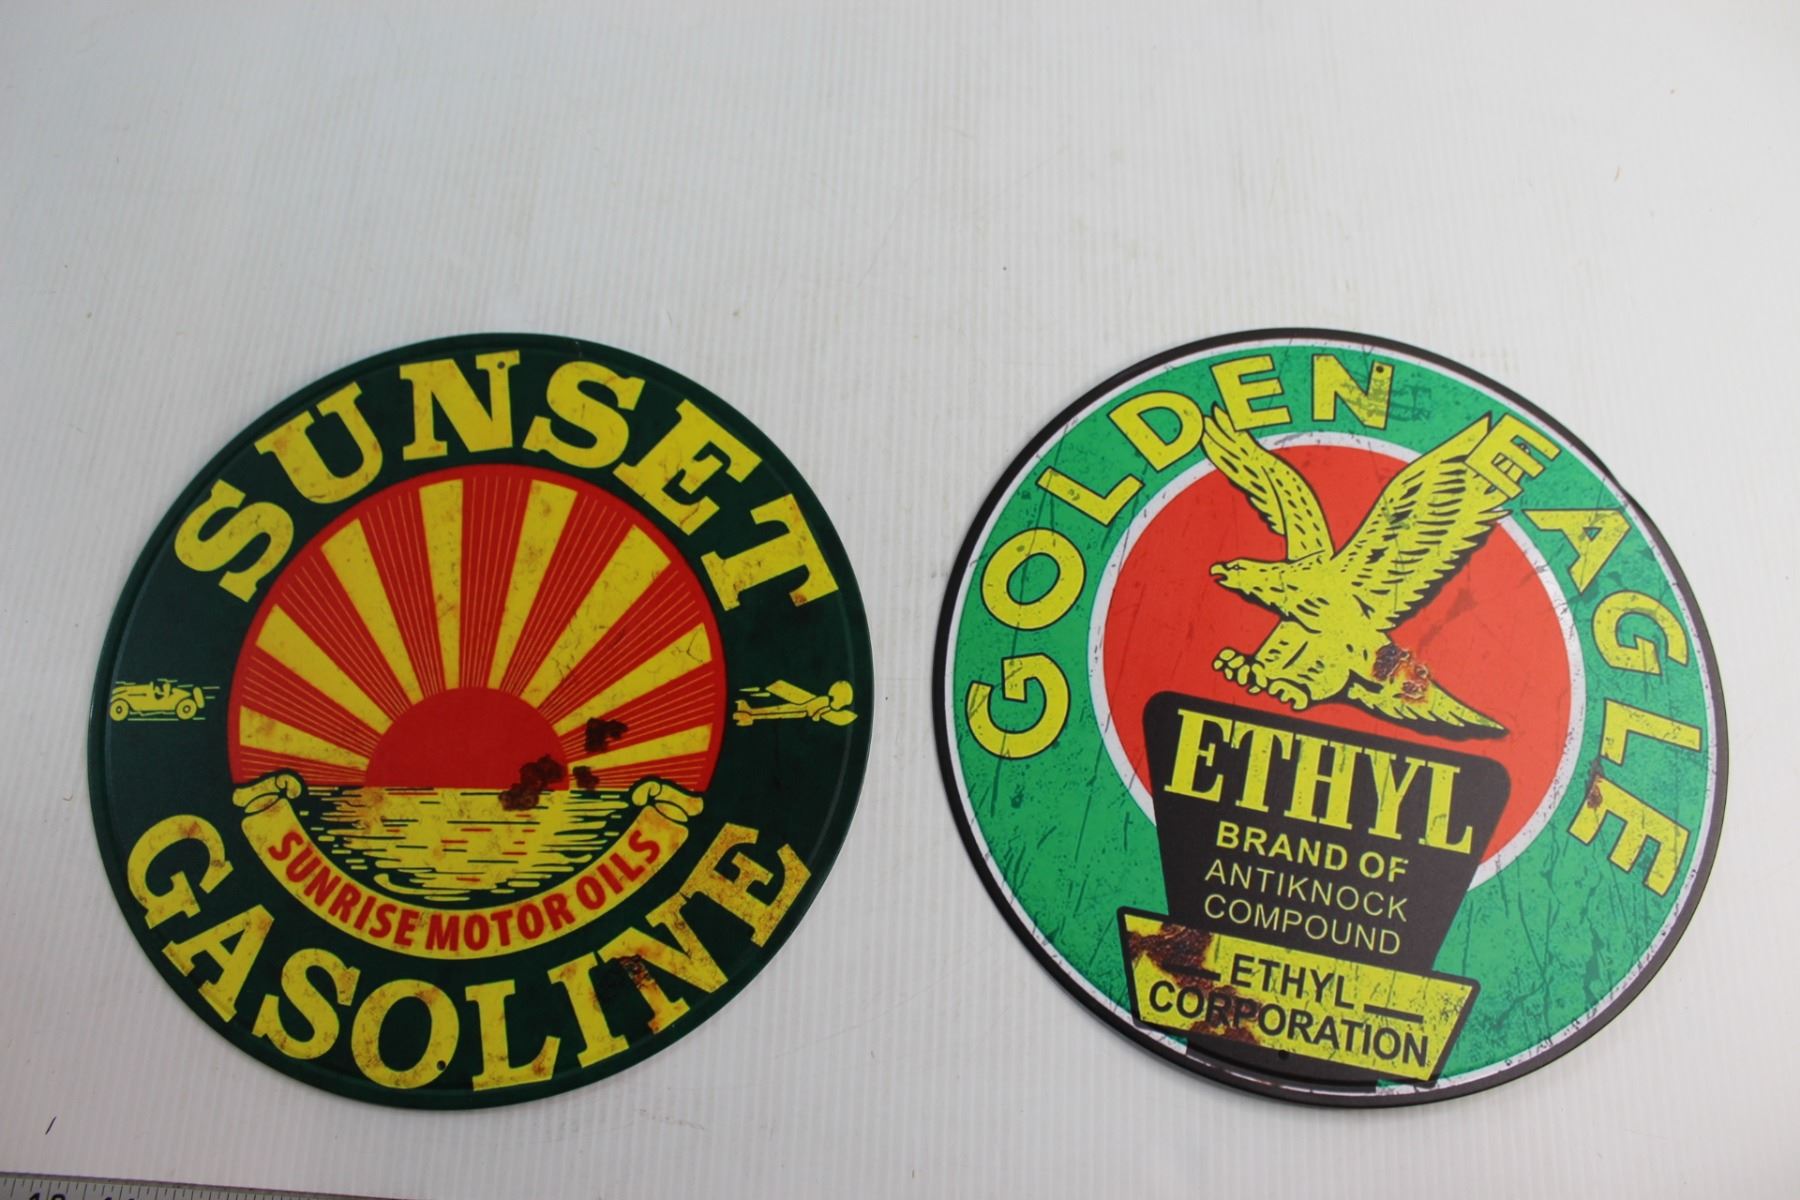 SUNSET
GASOLINE
SUNRISE MOTOR OILS
GOLDEN EAGLE
ETHYL
BRAND OF
ANTIKNOCK
COMPOUND
ETHYL
CORPORATION